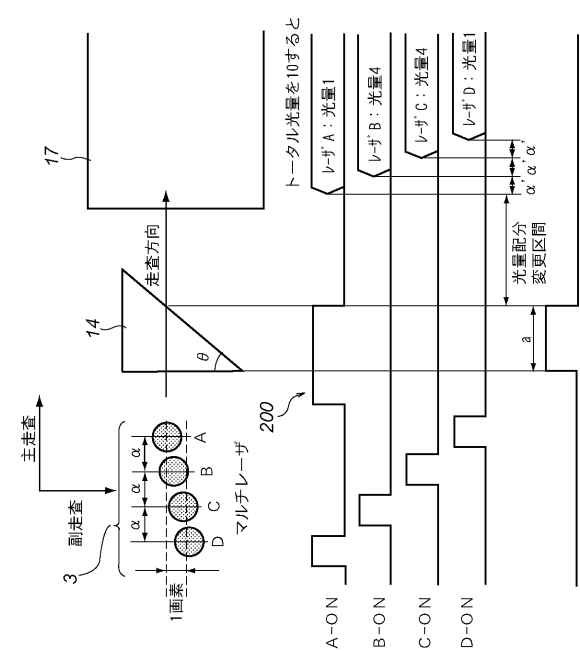 主走査
副走査
3
α
α
α
A
B
C
D
1画素
マルチレーザ
14
θ
走査方向
17
200
トータル光量を10すると
A-ON
レーザA:光量1
B-ON
レーザB:光量4
C-ON
レーザC:光量4
D-ON
レーザD:光量1
α'
α'
α'
光量配分
変更区間
a